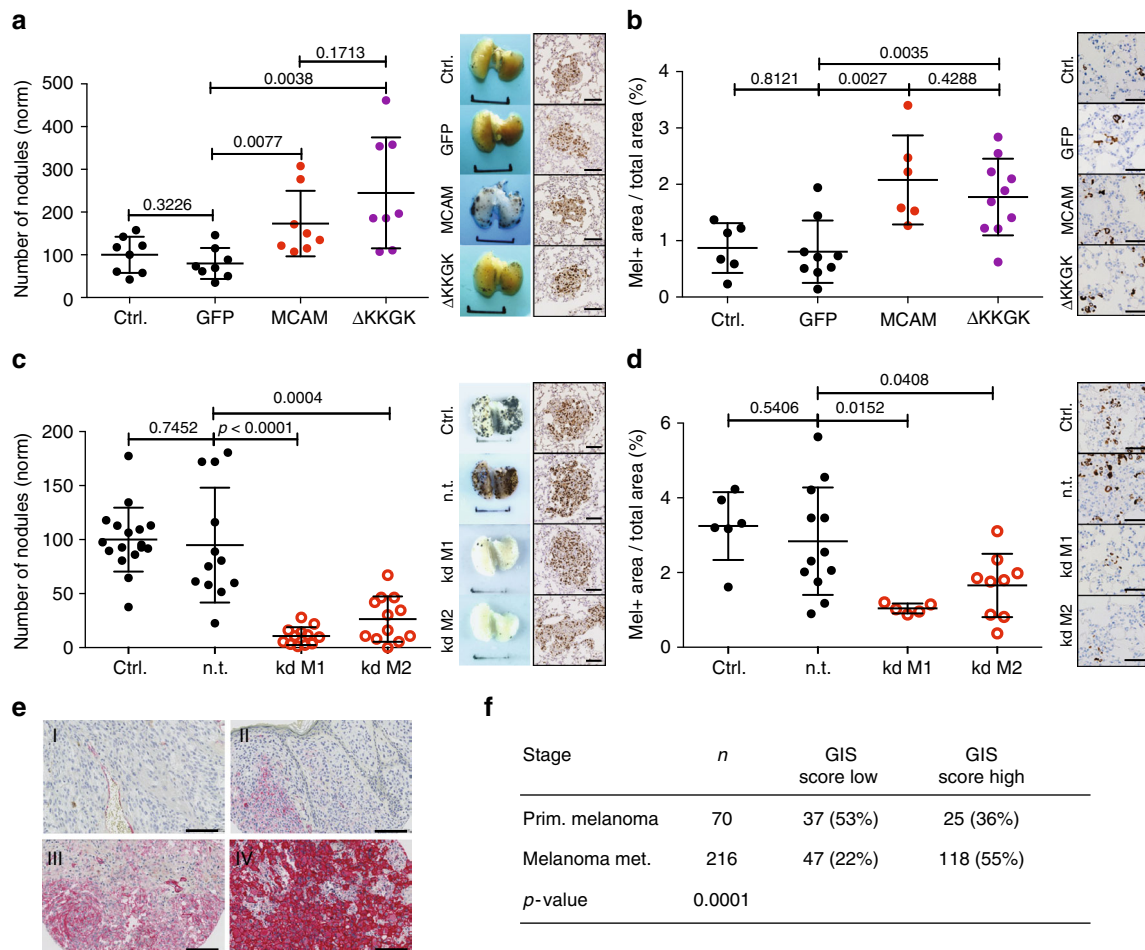 a
0.1713
0.0038
0.0077
0.3226
Number of nodules (norm)
500
400
300
200
100
0
Ctrl. GFP MCAM ΔKKGK
Ctrl.
GFP
MCAM
ΔKKGK
b
0.0035
0.8121 0.0027 0.4288
Mel+ area / total area (%)
4
3
2
1
0
Ctrl. GFP MCAM ΔKKGK
Ctrl.
GFP
MCAM
ΔKKGK
c
0.0004
0.7452 p < 0.0001
Number of nodules (norm)
200
150
100
50
0
Ctrl. n.t. kd M1 kd M2
Ctrl.
n.t.
kd M1
kd M2
d
0.0408
0.5406 0.0152
Mel+ area / total area (%)
6
4
2
0
Ctrl. n.t. kd M1 kd M2
Ctrl.
n.t.
kd M1
kd M2
e
I II
III IV
f
Stage n GIS score low GIS score high
Prim. melanoma 70 37 (53%) 25 (36%)
Melanoma met. 216 47 (22%) 118 (55%)
p-value 0.0001